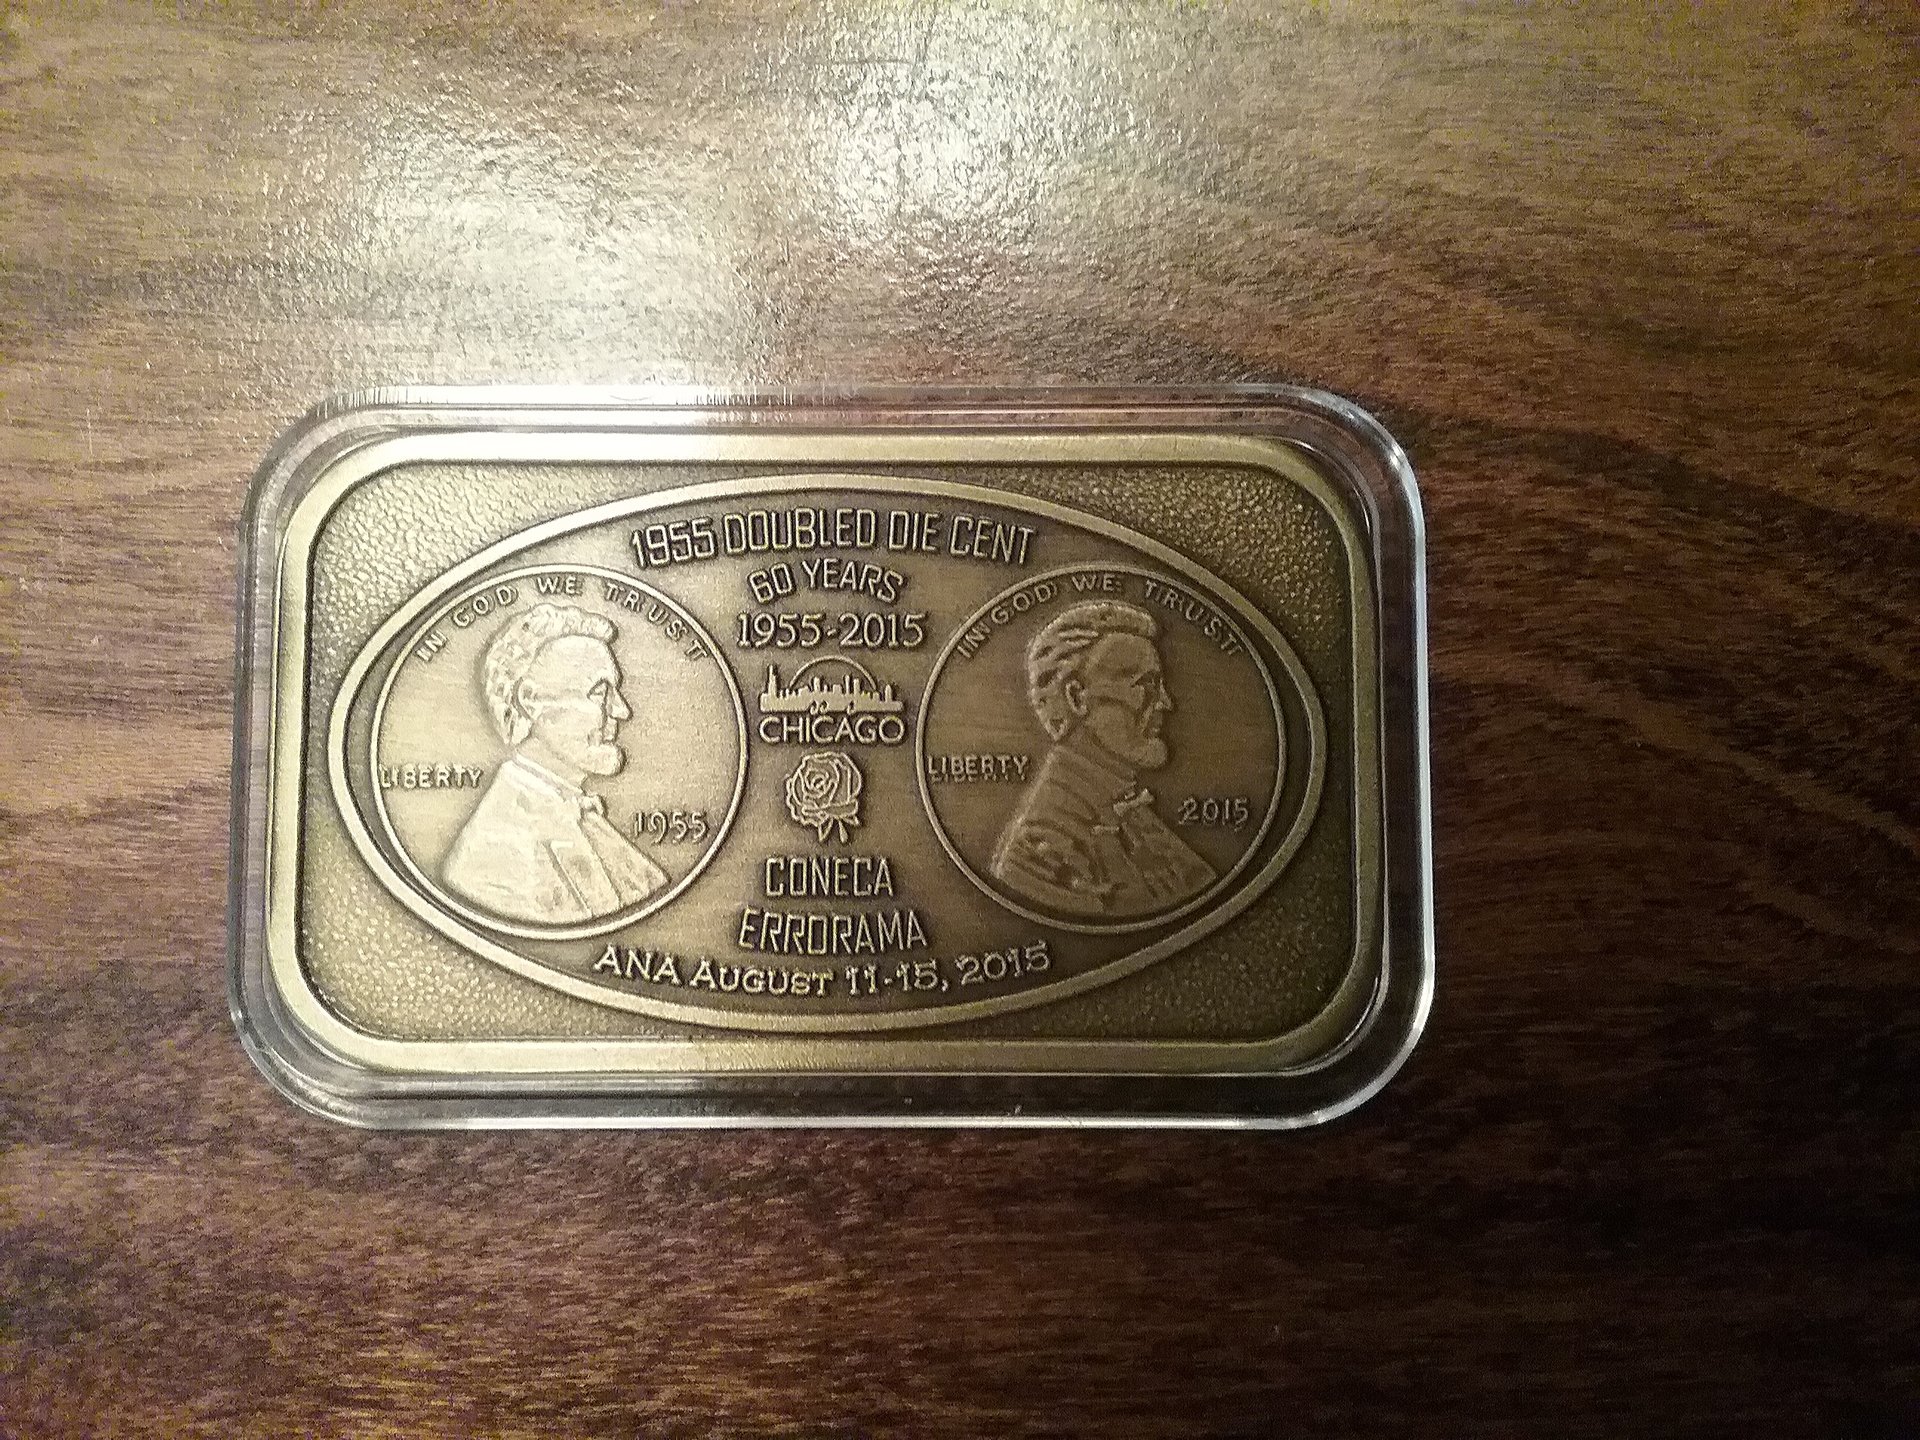 1955 DOUBLED DIE CENT
60 YEARS
1955-2015
CHICAGO
CONECA
ERRORAMA
ANA AUGUST 11-15, 2015
IN GOD WE TRUST
LIBERTY
1955
IN GOD WE TRUST
LIBERTY
2015